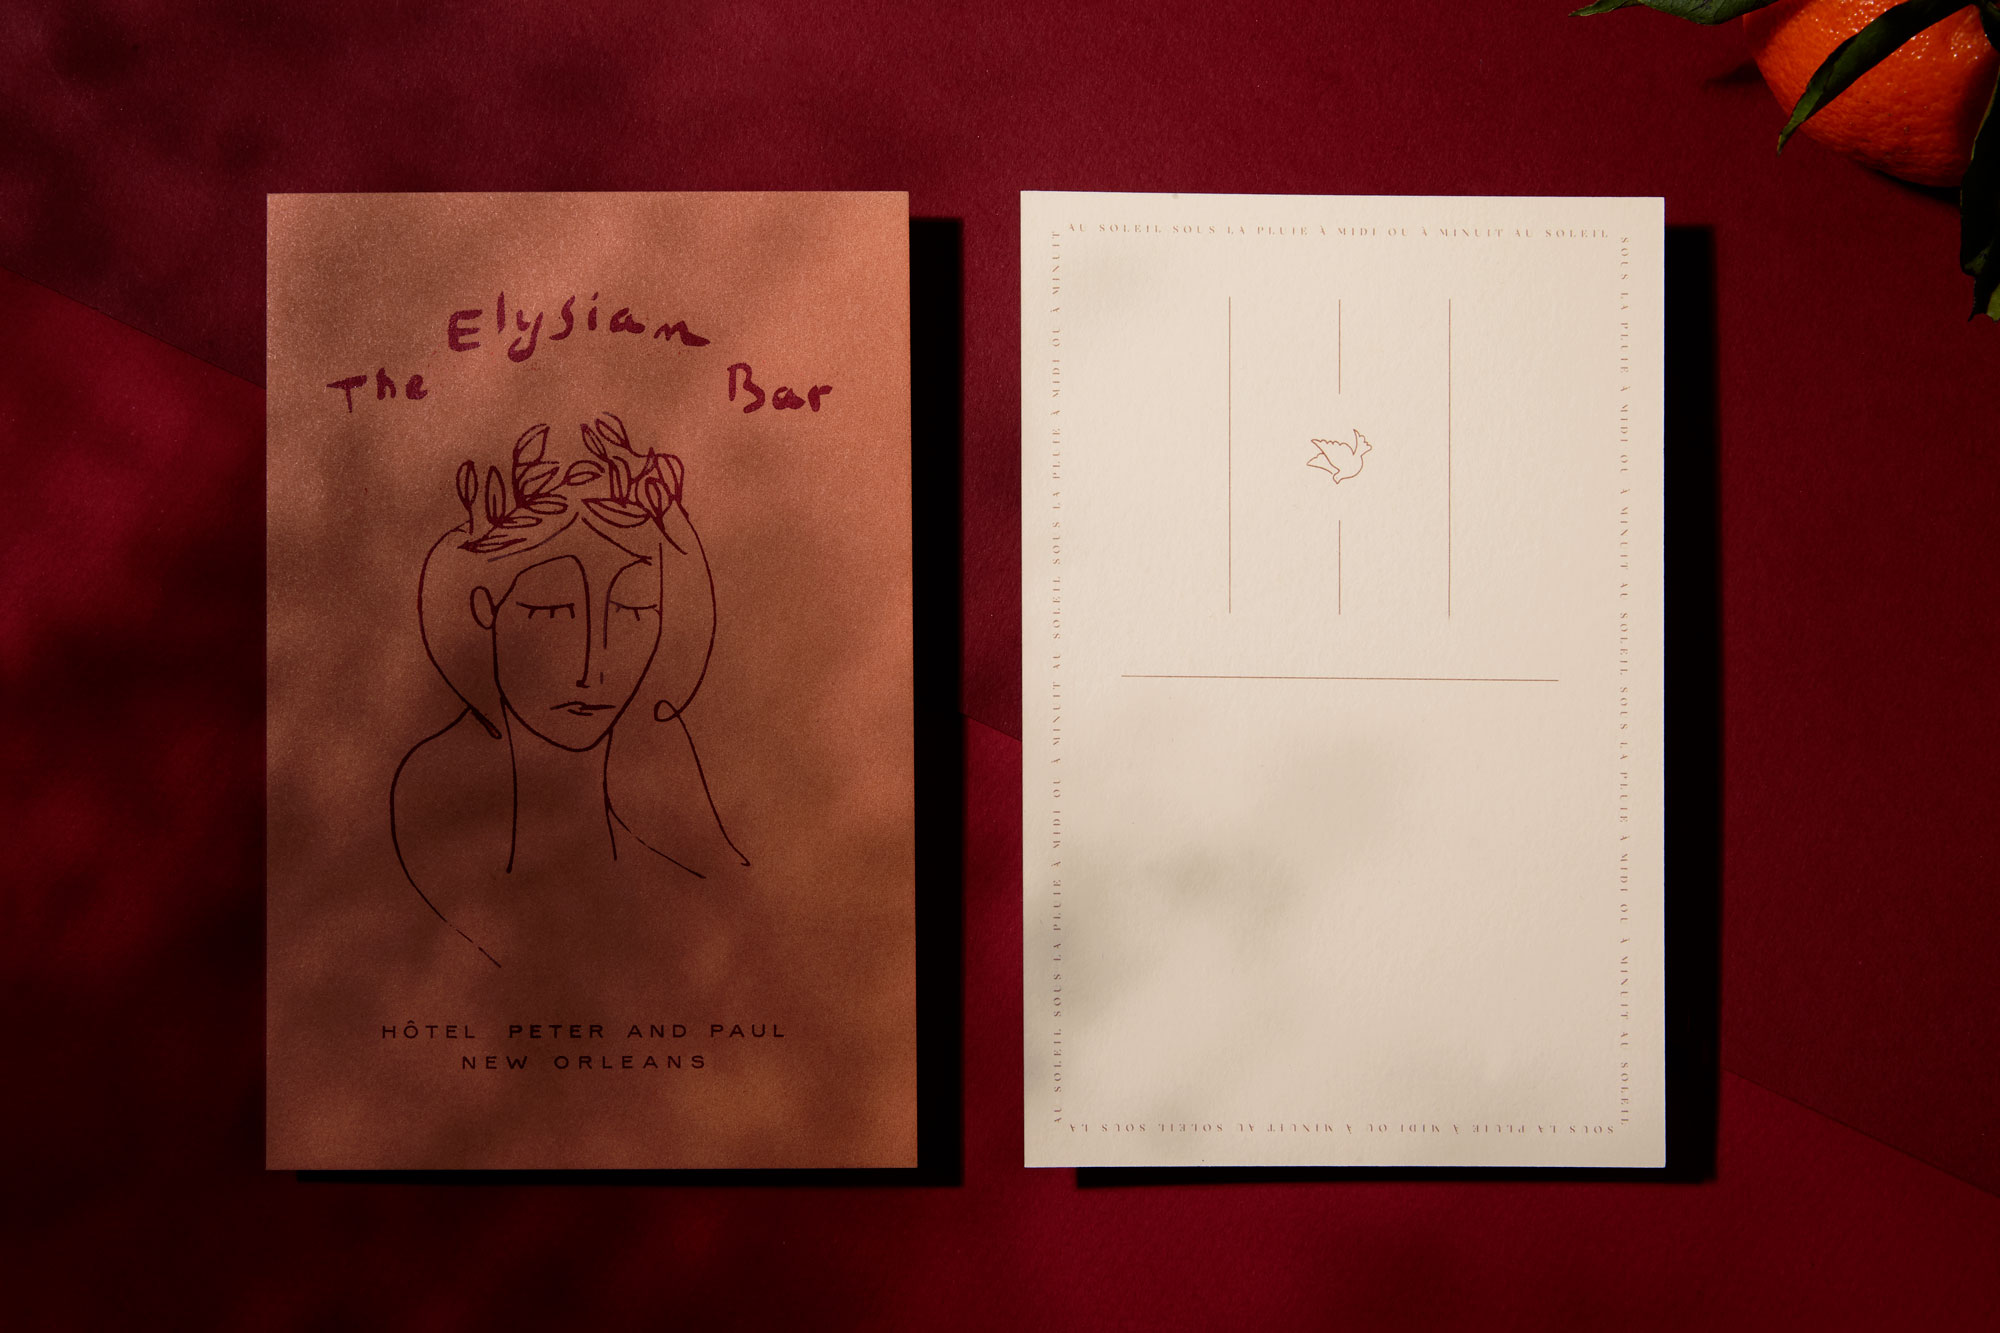 The Elysian Bar
HÔTEL PETER AND PAUL
NEW ORLEANS
AU SOLEIL SOUS LA PLUIE À MIDI OU À MINUIT AU SOLEIL
SOUS LA PLUIE À MIDI OU À MINUIT AU SOLEIL SOUS LA PLUIE À MIDI OU À MINUIT AU SOLEIL
SOUS LA PLUIE À MIDI OU À MINUIT AU SOLEIL SOUS LA
AU SOLEIL SOUS LA PLUIE À MIDI OU À MINUIT AU SOLEIL SOUS LA PLUIE À MIDI OU À MINUIT